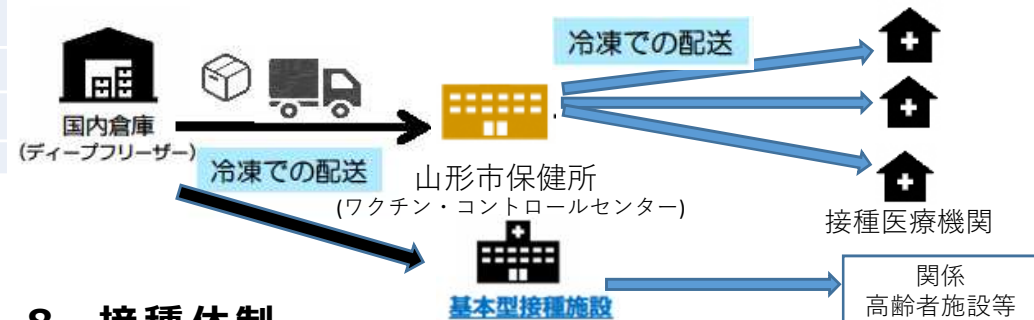 冷凍での配送
国内倉庫
(ディープフリーザー)
冷凍での配送
山形市保健所
(ワクチン・コントロールセンター)
接種医療機関
基本型接種施設
関係
高齢者施設等
8 接種体制